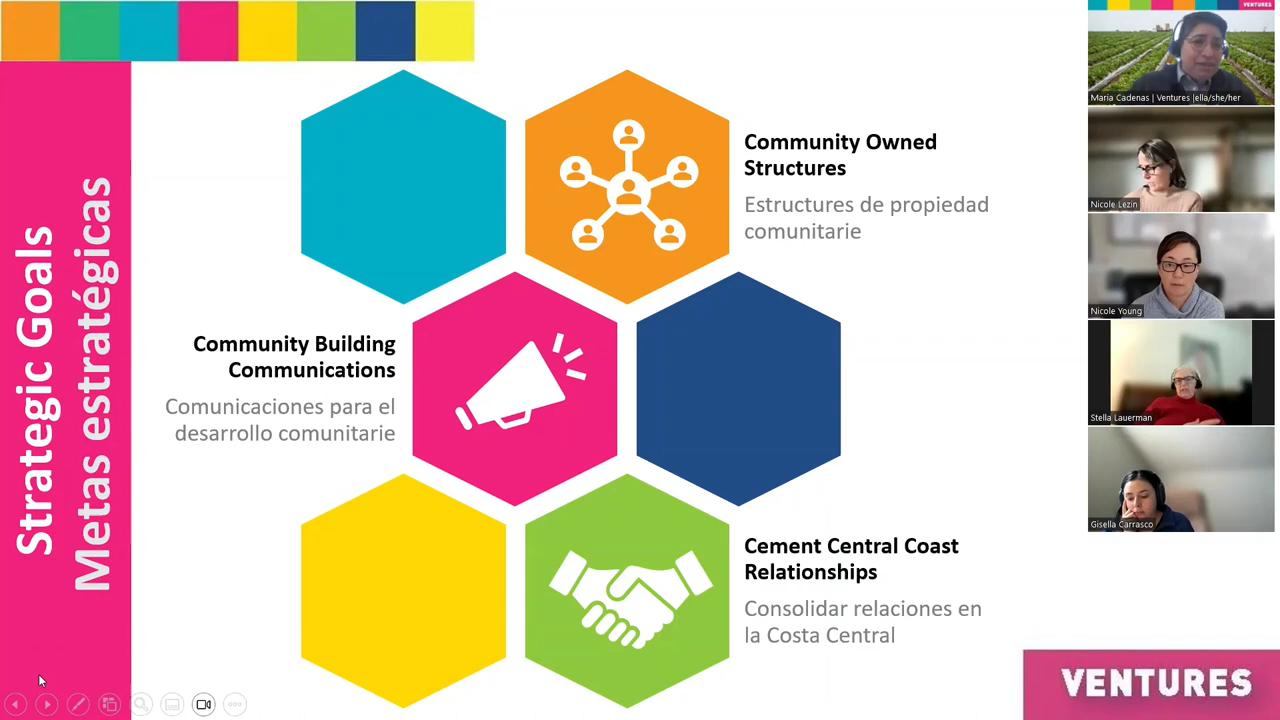 Strategic Goals
Metas estratégicas
Community Owned
Structures
Estructures de propiedad
comunitarie
Community Building
Communications
Comunicaciones para el
desarrollo comunitarie
Cement Central Coast
Relationships
Consolidar relaciones en
la Costa Central
VENTURES
VENTURES
Maria Cadenas | Ventures |ella/she/her
Nicole Lezin
Nicole Young
Stella Lauerman
Gisella Carrasco